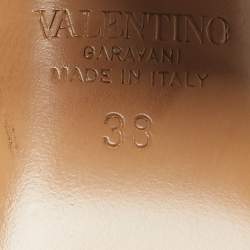 VALENTINO
GARAVANI
MADE IN ITALY
38